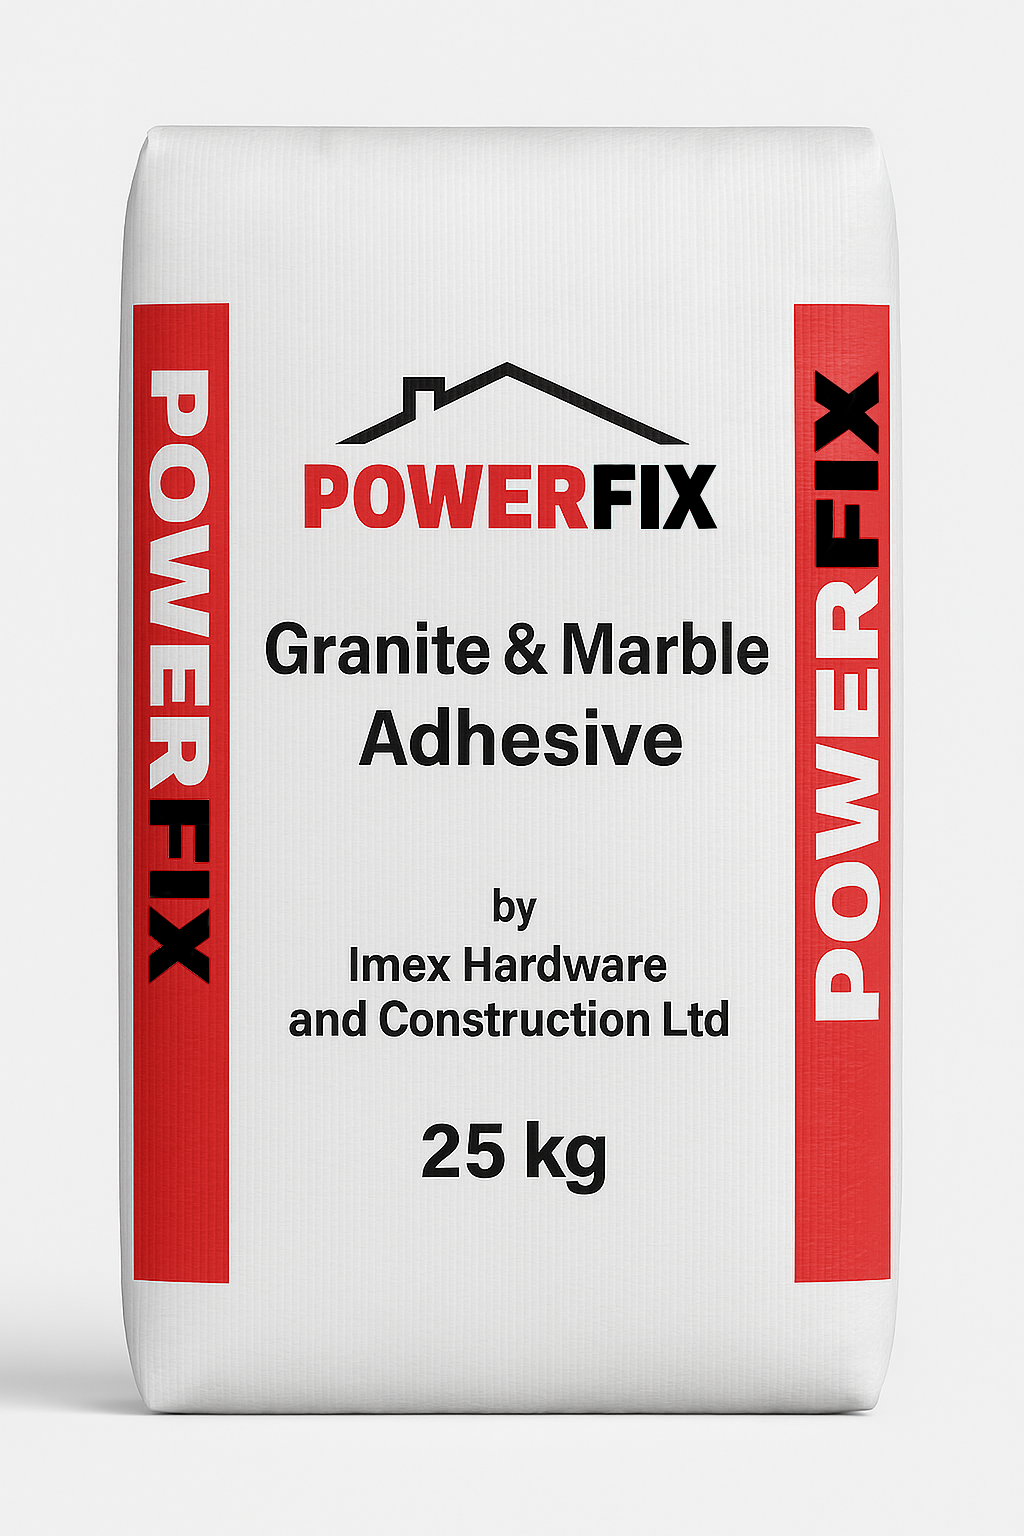 POWERFIX
POWERFIX
Granite & Marble
Adhesive
by
Imex Hardware
and Construction Ltd
25 kg
POWERFIX